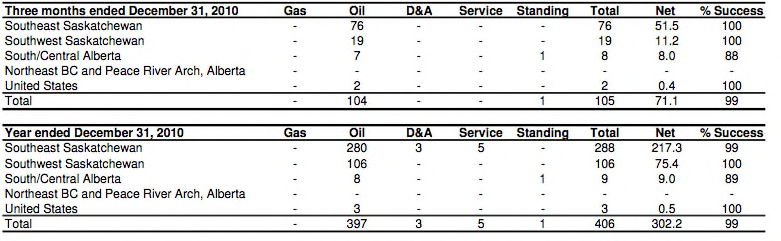 Three months ended December 31, 2010 Gas Oil D&A Service Standing Total Net % Success
Southeast Saskatchewan - 76 - - - 76 51.5 100
Southwest Saskatchewan - 19 - - - 19 11.2 100
South/Central Alberta - 7 - - 1 8 8.0 88
Northeast BC and Peace River Arch, Alberta - - - - - - - -
United States - 2 - - - 2 0.4 100
Total - 104 - - 1 105 71.1 99
Year ended December 31, 2010 Gas Oil D&A Service Standing Total Net % Success
Southeast Saskatchewan - 280 3 5 - 288 217.3 99
Southwest Saskatchewan - 106 - - - 106 75.4 100
South/Central Alberta - 8 - - 1 9 9.0 89
Northeast BC and Peace River Arch, Alberta - - - - - - - -
United States - 3 - - - 3 0.5 100
Total - 397 3 5 1 406 302.2 99